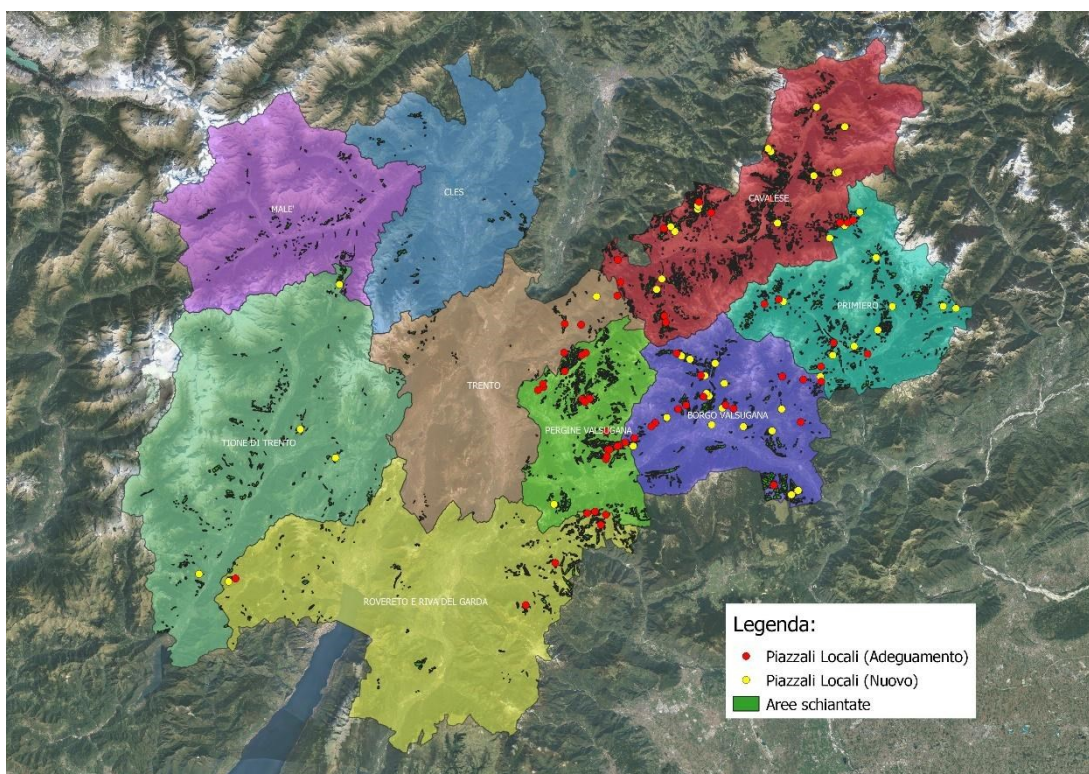 CLES
MALE'
CAVALESE
PRIMIERO
TRENTO
BORGO VALSUGANA
PERGINE VALSUGANA
TIONE DI TRENTO
ROVERETO E RIVA DEL GARDA
Legenda:
Piazzali Locali (Adeguamento)
Piazzali Locali (Nuovo)
Aree schiantate